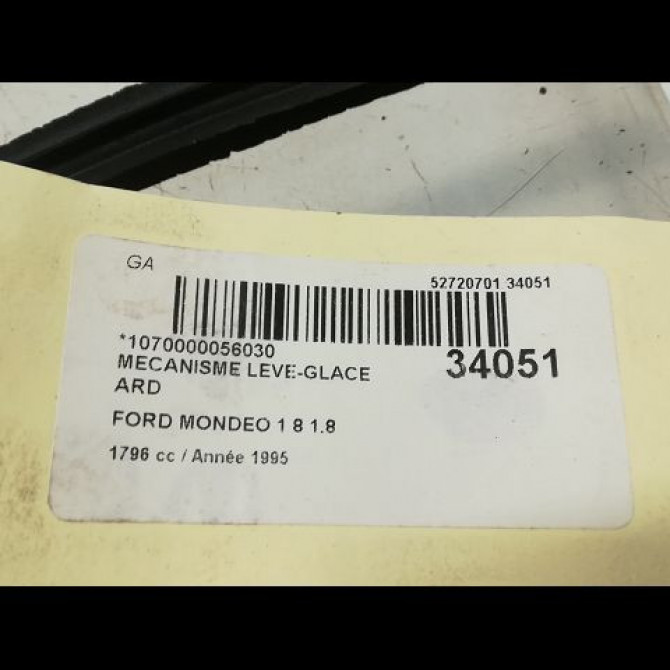 GA
52720701 34051
*1070000056030
34051
MECANISME LEVE-GLACE
ARD
FORD MONDEO 1 8 1.8
1796 cc / Année 1995